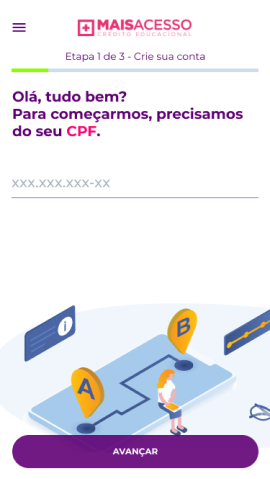 MAISACESSO
CRÉDITO EDUCACIONAL
Etapa 1 de 3 - Crie sua conta
Olá, tudo bem?
Para começarmos, precisamos
do seu CPF.
xxx.xxx.xxx-xx
i
B
A
AVANÇAR